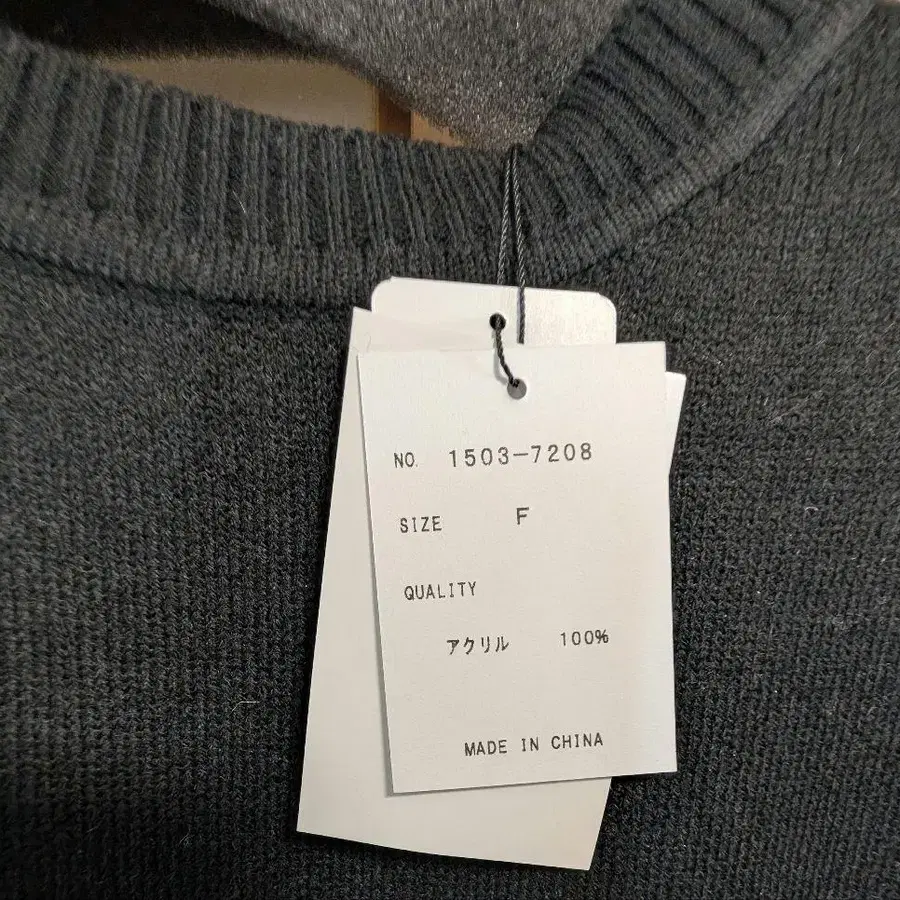 NO. 1503-7208
SIZE F
QUALITY
アクリル 100%
MADE IN CHINA